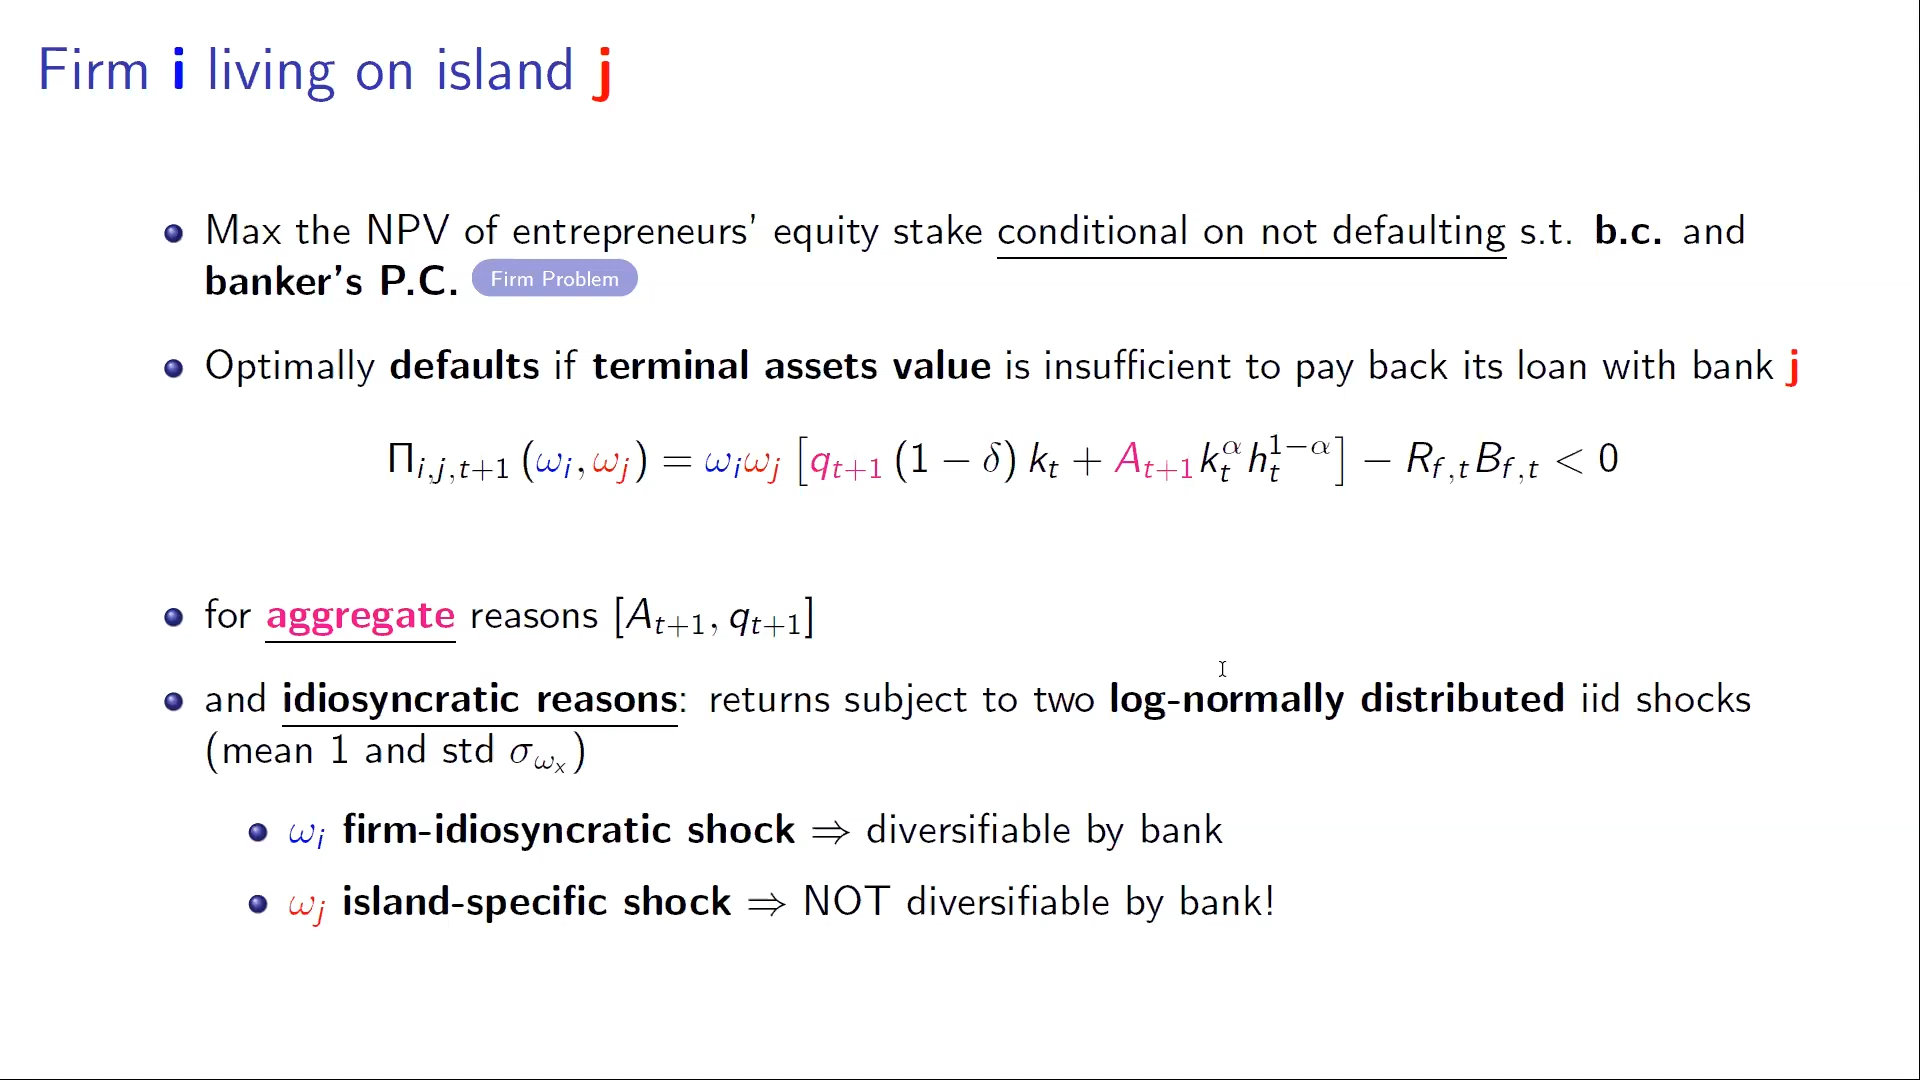 Firm i living on island j
• Max the NPV of entrepreneurs' equity stake conditional on not defaulting s.t. b.c. and
banker's P.C. Firm Problem
• Optimally defaults if terminal assets value is insufficient to pay back its loan with bank j
Π_{i,j,t+1} (ω_i, ω_j) = ω_i ω_j [q_{t+1} (1 − δ) k_t + A_{t+1} k_t^α h_t^{1−α}] − R_{f,t} B_{f,t} < 0
• for aggregate reasons [A_{t+1}, q_{t+1}]
• and idiosyncratic reasons: returns subject to two log-normally distributed iid shocks
(mean 1 and std σ_{ω_x})
• ω_i firm-idiosyncratic shock ⇒ diversifiable by bank
• ω_j island-specific shock ⇒ NOT diversifiable by bank!